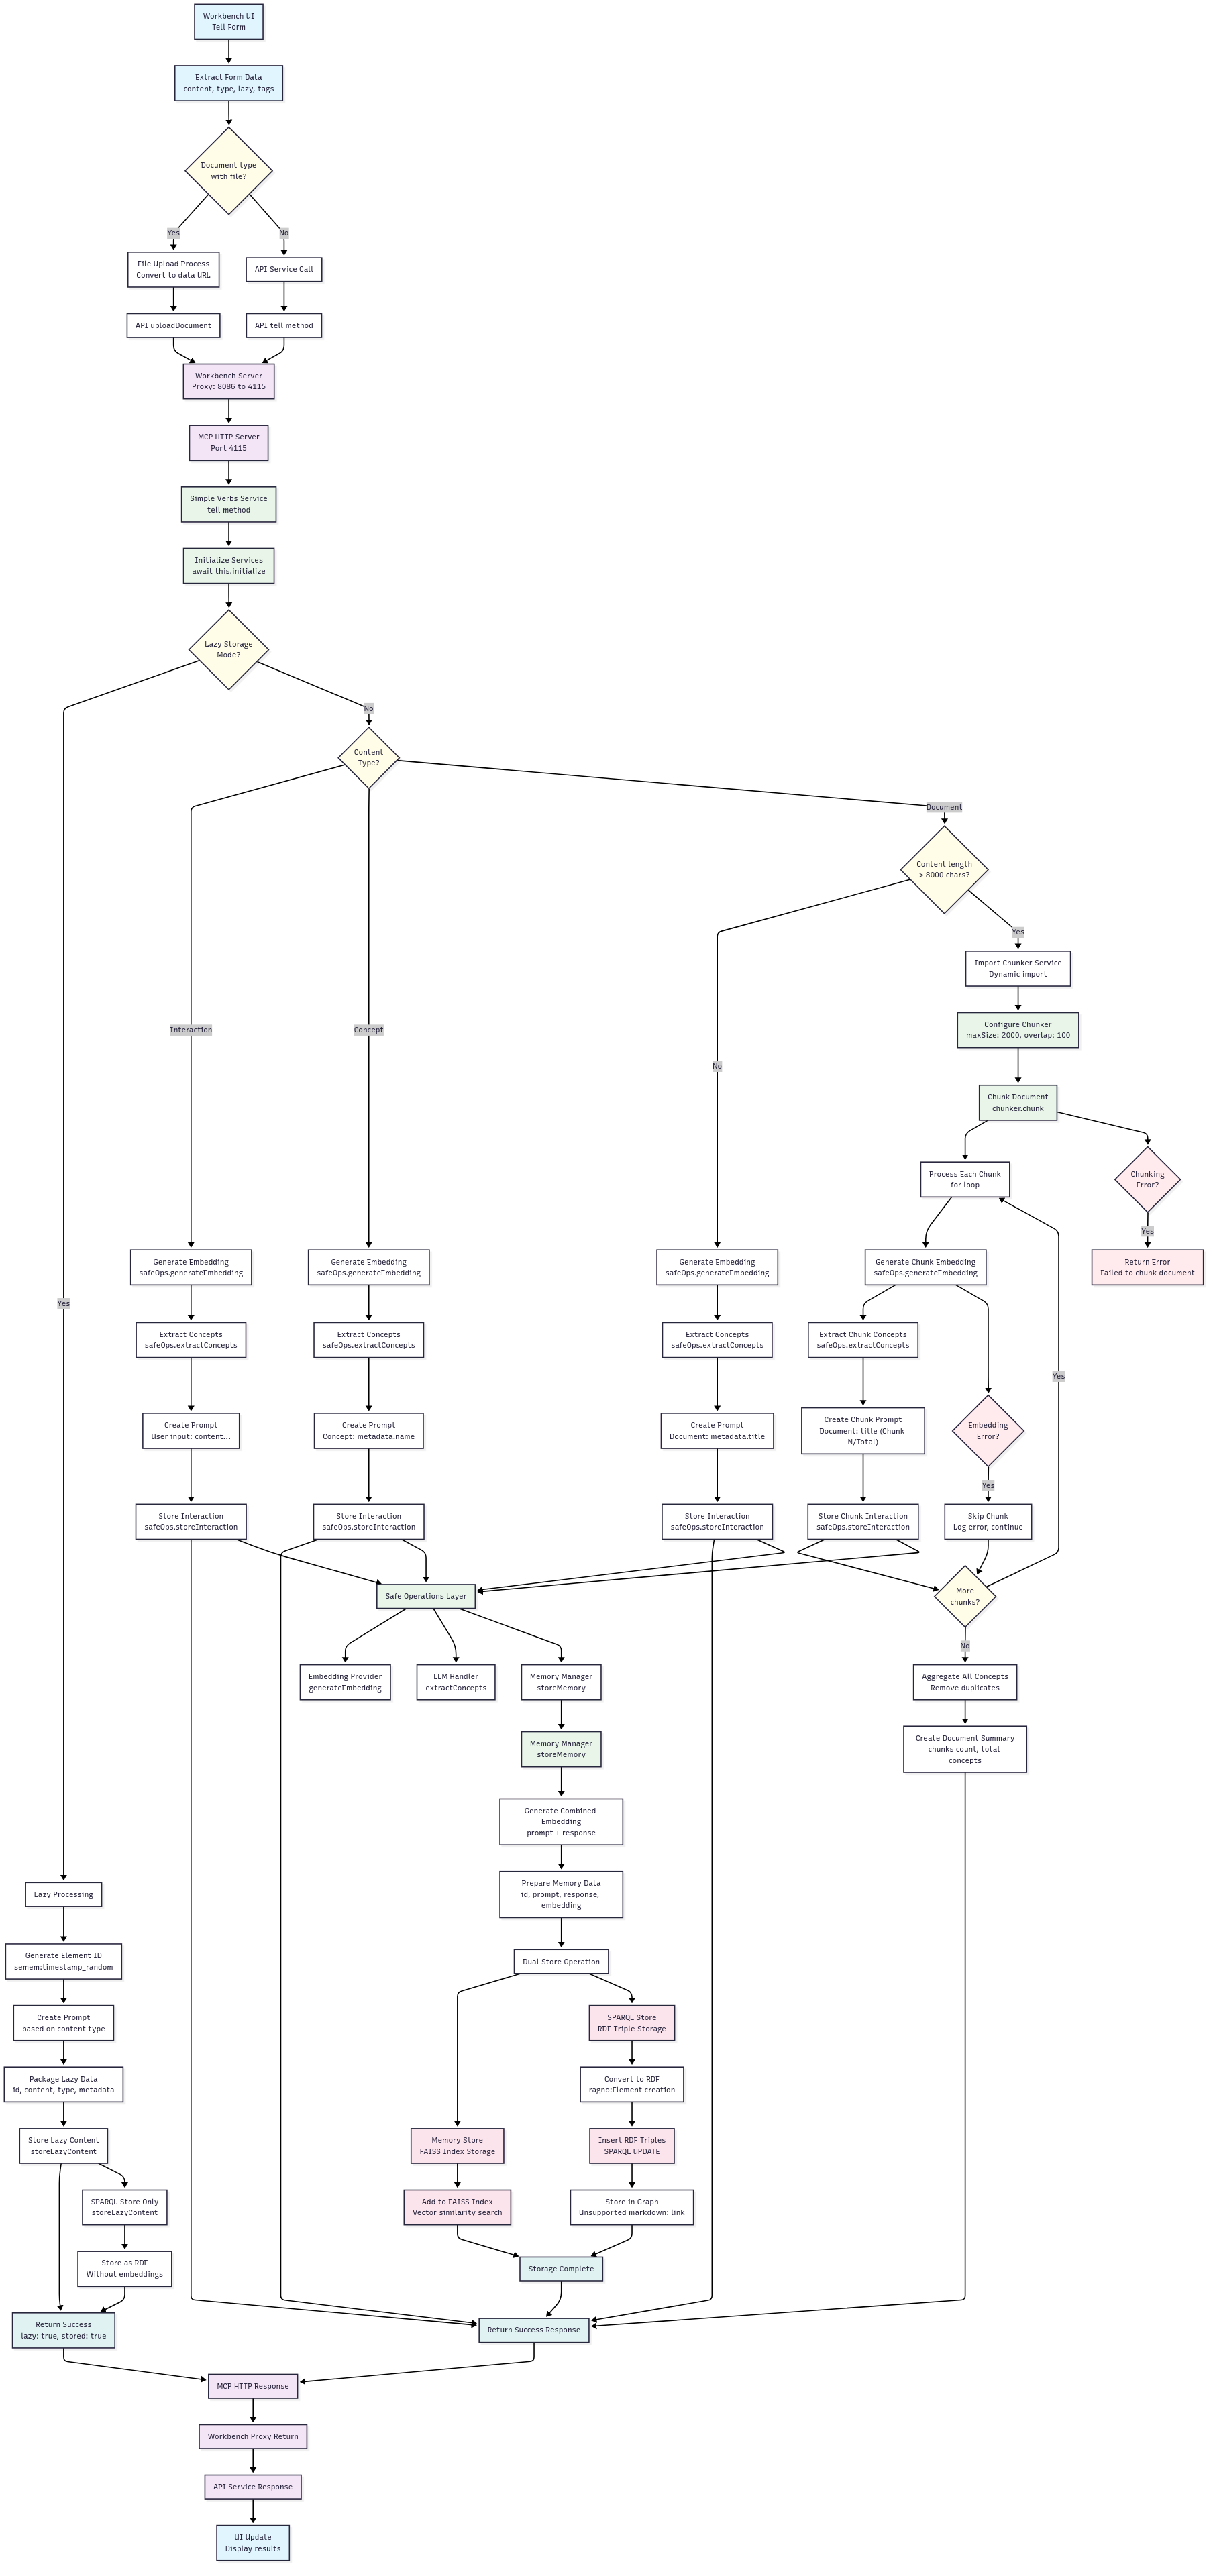 Workbench UI
Tell Form
Extract Form Data
content, type, lazy, tags
Document type
with file?
Yes
No
File Upload Process
Convert to data URL
API Service Call
API uploadDocument
API tell method
Workbench Server
Proxy: 8086 to 4115
MCP HTTP Server
Port 4115
Simple Verbs Service
tell method
Initialize Services
await this.initialize
Lazy Storage
Mode?
No
Content
Type?
Document
Content length
> 8000 chars?
Yes
Import Chunker Service
Dynamic import
Interaction
Concept
Configure Chunker
maxSize: 2000, overlap: 100
No
Chunk Document
chunker.chunk
Process Each Chunk
for loop
Chunking
Error?
Yes
Generate Embedding
safeOps.generateEmbedding
Generate Embedding
safeOps.generateEmbedding
Generate Embedding
safeOps.generateEmbedding
Generate Chunk Embedding
safeOps.generateEmbedding
Return Error
Failed to chunk document
Yes
Extract Concepts
safeOps.extractConcepts
Extract Concepts
safeOps.extractConcepts
Extract Concepts
safeOps.extractConcepts
Extract Chunk Concepts
safeOps.extractConcepts
Yes
Create Prompt
User input: content...
Create Prompt
Concept: metadata.name
Create Prompt
Document: metadata.title
Create Chunk Prompt
Document: title (Chunk
N/Total)
Embedding
Error?
Yes
Store Interaction
safeOps.storeInteraction
Store Interaction
safeOps.storeInteraction
Store Interaction
safeOps.storeInteraction
Store Chunk Interaction
safeOps.storeInteraction
Skip Chunk
Log error, continue
Safe Operations Layer
More
chunks?
No
Embedding Provider
generateEmbedding
LLM Handler
extractConcepts
Memory Manager
storeMemory
Aggregate All Concepts
Remove duplicates
Memory Manager
storeMemory
Create Document Summary
chunks count, total
concepts
Generate Combined
Embedding
prompt + response
Lazy Processing
Prepare Memory Data
id, prompt, response,
embedding
Generate Element ID
semem:timestamp_random
Dual Store Operation
Create Prompt
based on content type
SPARQL Store
RDF Triple Storage
Package Lazy Data
id, content, type, metadata
Convert to RDF
ragno:Element creation
Store Lazy Content
storeLazyContent
Memory Store
FAISS Index Storage
Insert RDF Triples
SPARQL UPDATE
SPARQL Store Only
storeLazyContent
Add to FAISS Index
Vector similarity search
Store in Graph
Unsupported markdown: link
Store as RDF
Without embeddings
Storage Complete
Return Success
lazy: true, stored: true
Return Success Response
MCP HTTP Response
Workbench Proxy Return
API Service Response
UI Update
Display results